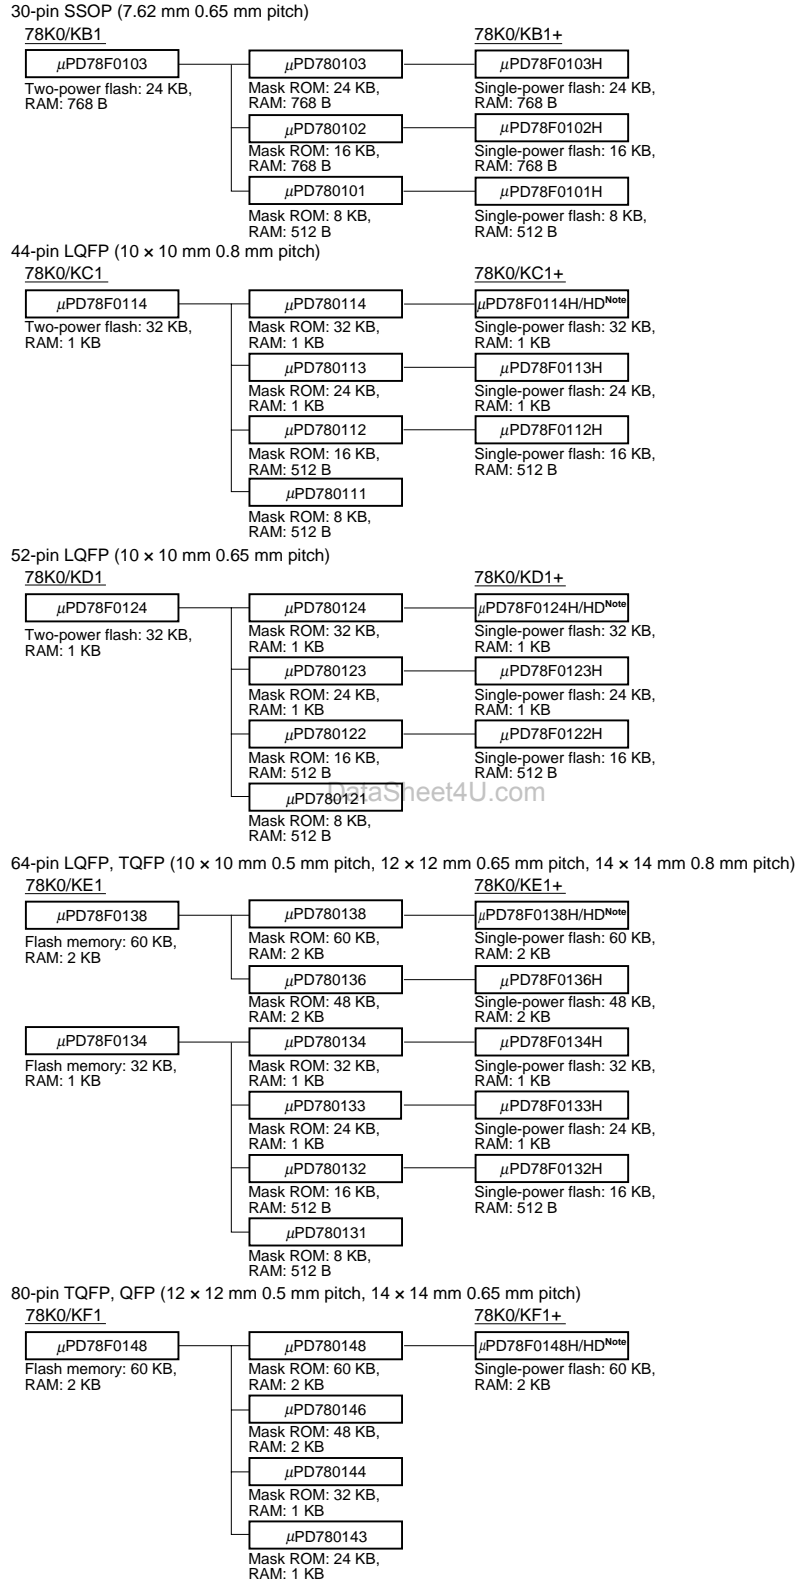 30-pin SSOP (7.62 mm 0.65 mm pitch)
78K0/KB1 78K0/KB1+
μPD78F0103 μPD780103 μPD78F0103H
Two-power flash: 24 KB, Mask ROM: 24 KB, Single-power flash: 24 KB,
RAM: 768 B RAM: 768 B RAM: 768 B
μPD780102 μPD78F0102H
Mask ROM: 16 KB, Single-power flash: 16 KB,
RAM: 768 B RAM: 768 B
μPD780101 μPD78F0101H
Mask ROM: 8 KB, Single-power flash: 8 KB,
RAM: 512 B RAM: 512 B
44-pin LQFP (10 × 10 mm 0.8 mm pitch)
78K0/KC1 78K0/KC1+
μPD78F0114 μPD780114 μPD78F0114H/HDNote
Two-power flash: 32 KB, Mask ROM: 32 KB, Single-power flash: 32 KB,
RAM: 1 KB RAM: 1 KB RAM: 1 KB
μPD780113 μPD78F0113H
Mask ROM: 24 KB, Single-power flash: 24 KB,
RAM: 1 KB RAM: 1 KB
μPD780112 μPD78F0112H
Mask ROM: 16 KB, Single-power flash: 16 KB,
RAM: 512 B RAM: 512 B
μPD780111
Mask ROM: 8 KB,
RAM: 512 B
52-pin LQFP (10 × 10 mm 0.65 mm pitch)
78K0/KD1 78K0/KD1+
μPD78F0124 μPD780124 μPD78F0124H/HDNote
Two-power flash: 32 KB, Mask ROM: 32 KB, Single-power flash: 32 KB,
RAM: 1 KB RAM: 1 KB RAM: 1 KB
μPD780123 μPD78F0123H
Mask ROM: 24 KB, Single-power flash: 24 KB,
RAM: 1 KB RAM: 1 KB
μPD780122 μPD78F0122H
Mask ROM: 16 KB, Single-power flash: 16 KB,
RAM: 512 B RAM: 512 B
DataSheet4U.com
μPD780121
Mask ROM: 8 KB,
RAM: 512 B
64-pin LQFP, TQFP (10 × 10 mm 0.5 mm pitch, 12 × 12 mm 0.65 mm pitch, 14 × 14 mm 0.8 mm pitch)
78K0/KE1 78K0/KE1+
μPD78F0138 μPD780138 μPD78F0138H/HDNote
Flash memory: 60 KB, Mask ROM: 60 KB, Single-power flash: 60 KB,
RAM: 2 KB RAM: 2 KB RAM: 2 KB
μPD780136 μPD78F0136H
Mask ROM: 48 KB, Single-power flash: 48 KB,
RAM: 2 KB RAM: 2 KB
μPD78F0134 μPD780134 μPD78F0134H
Flash memory: 32 KB, Mask ROM: 32 KB, Single-power flash: 32 KB,
RAM: 1 KB RAM: 1 KB RAM: 1 KB
μPD780133 μPD78F0133H
Mask ROM: 24 KB, Single-power flash: 24 KB,
RAM: 1 KB RAM: 1 KB
μPD780132 μPD78F0132H
Mask ROM: 16 KB, Single-power flash: 16 KB,
RAM: 512 B RAM: 512 B
μPD780131
Mask ROM: 8 KB,
RAM: 512 B
80-pin TQFP, QFP (12 × 12 mm 0.5 mm pitch, 14 × 14 mm 0.65 mm pitch)
78K0/KF1 78K0/KF1+
μPD78F0148 μPD780148 μPD78F0148H/HDNote
Flash memory: 60 KB, Mask ROM: 60 KB, Single-power flash: 60 KB,
RAM: 2 KB RAM: 2 KB RAM: 2 KB
μPD780146
Mask ROM: 48 KB,
RAM: 2 KB
μPD780144
Mask ROM: 32 KB,
RAM: 1 KB
μPD780143
Mask ROM: 24 KB,
RAM: 1 KB